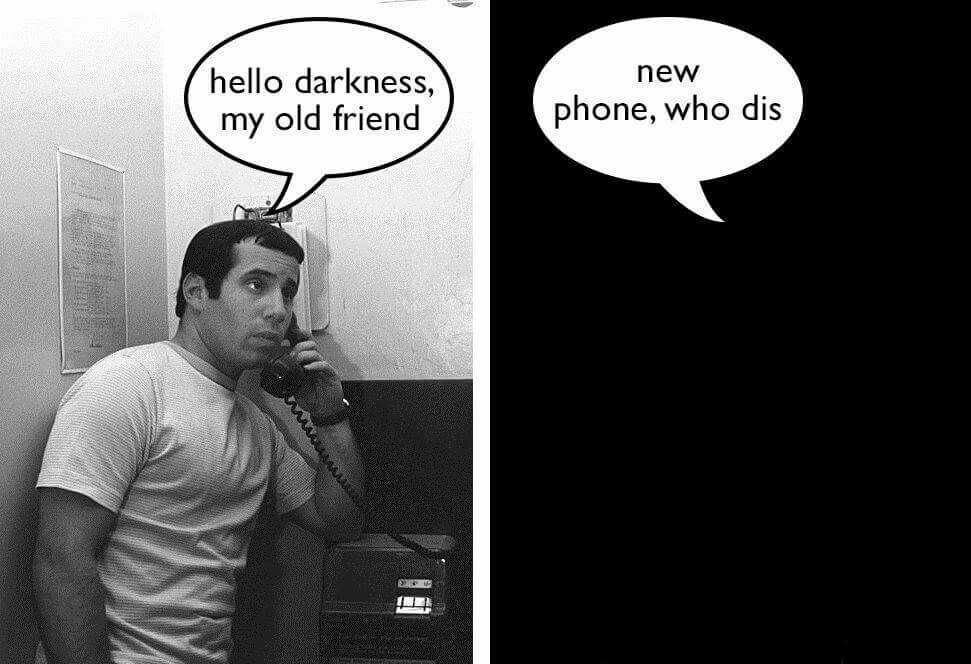 hello darkness,
my old friend
new
phone, who dis